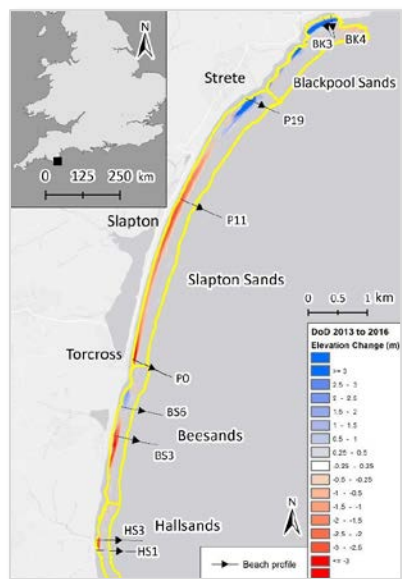 N
0 125 250
km
N
BK3 BK4
Strete
Blackpool Sands
P19
P11
Slapton
Slapton Sands
0 0.5 1
km
Torcross
P0
BS6
Beesands
BS3
HS3
Hallsands
HS1
N
Beach profile
DoD 2013 to 2016
Elevation Change (m)
2.5 - 3
2 - 2.5
1.5 - 2
1 - 1.5
0.5 - 1
0.25 - 0.5
-0.25 - 0.25
-0.5 - -0.25
-1 - -0.5
-1.5 - -1
-2 - -1.5
-2.5 - -2
-3 - -2.5
<= -3